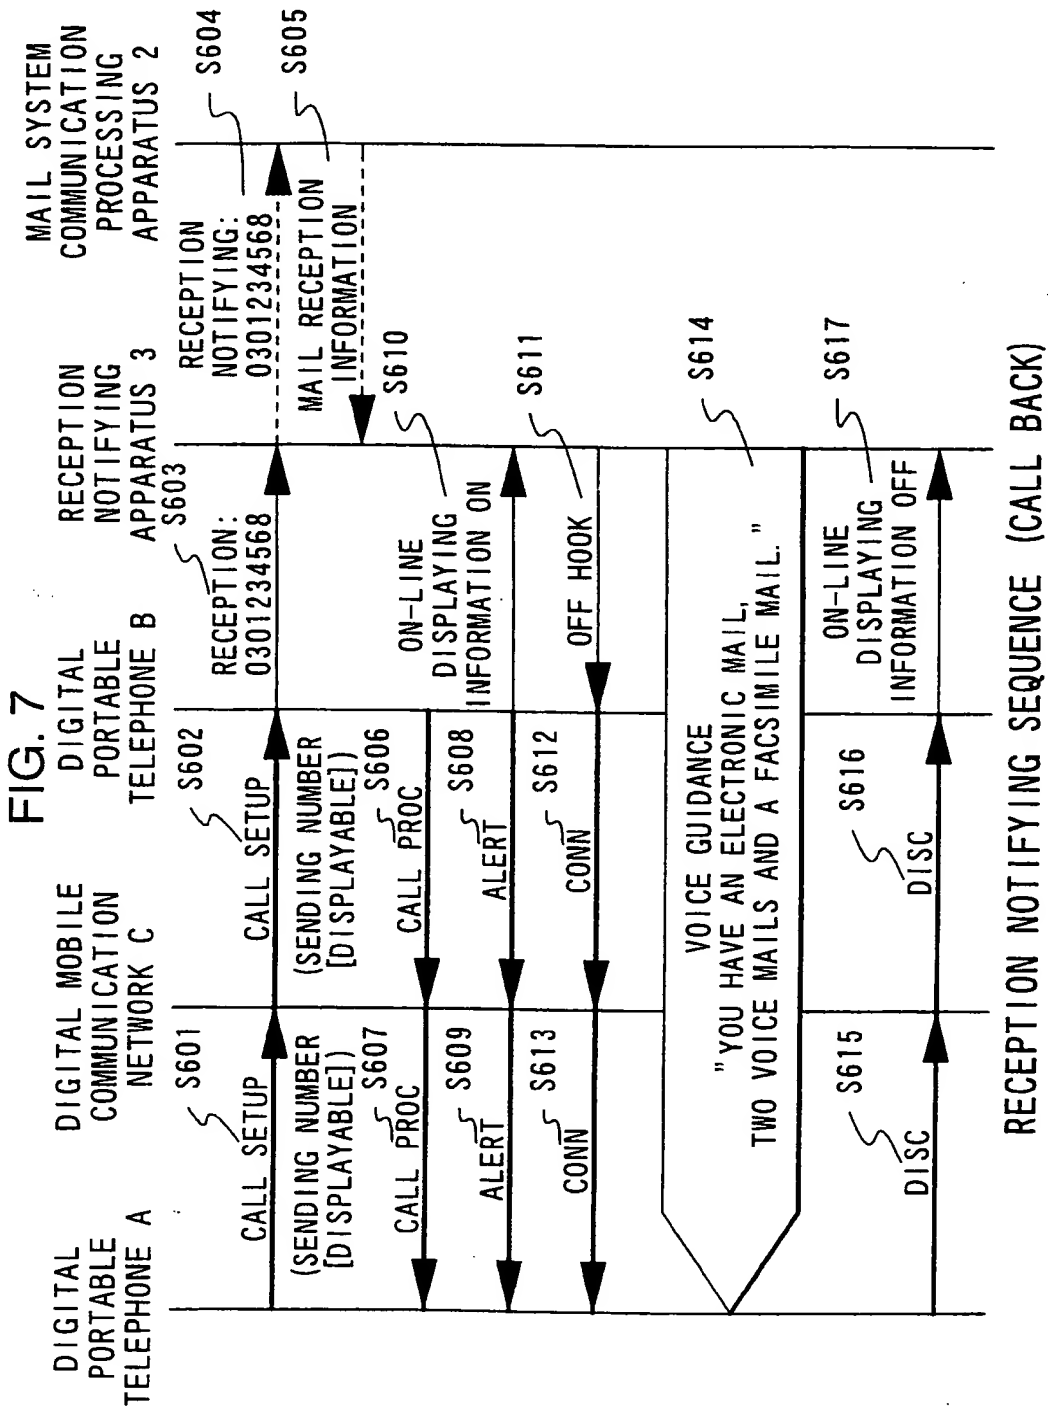 FIG. 7
DIGITAL
PORTABLE
TELEPHONE A
DIGITAL MOBILE
COMMUNICATION
NETWORK C
DIGITAL
PORTABLE
TELEPHONE B
RECEPTION
NOTIFYING
APPARATUS 3
MAIL SYSTEM
COMMUNICATION
PROCESSING
APPARATUS 2
S601
CALL SETUP
(SENDING NUMBER
[DISPLAYABLE])
S602
CALL SETUP
(SENDING NUMBER
[DISPLAYABLE])
S603
RECEPTION:
0301234568
RECEPTION
NOTIFYING:
0301234568
S604
MAIL RECEPTION
INFORMATION
S605
S607
CALL PROC
S606
CALL PROC
S609
ALERT
S608
ALERT
ON-LINE
DISPLAYING
INFORMATION ON
S610
S613
CONN
S612
CONN
OFF HOOK
S611
VOICE GUIDANCE
"YOU HAVE AN ELECTRONIC MAIL,
TWO VOICE MAILS AND A FACSIMILE MAIL."
S614
S615
DISC
S616
DISC
ON-LINE
DISPLAYING
INFORMATION OFF
S617
RECEPTION NOTIFYING SEQUENCE (CALL BACK)